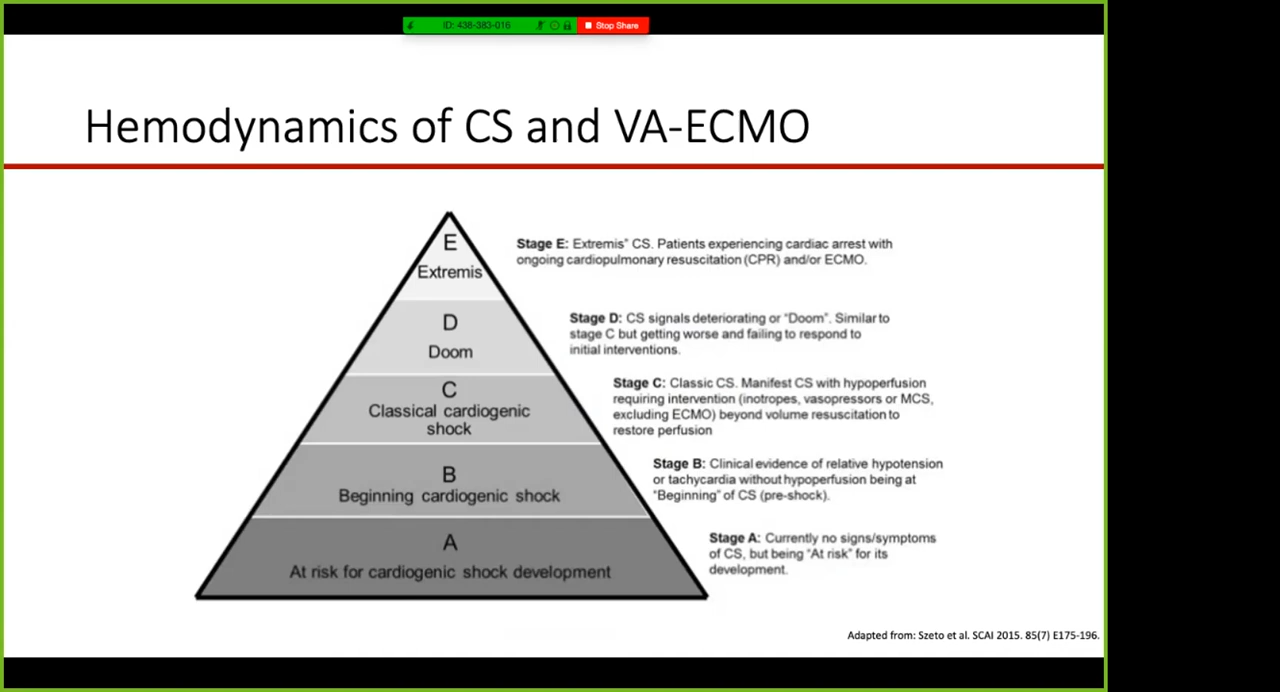 ID: 438-383-016
Stop Share
Hemodynamics of CS and VA-ECMO
E
Extremis
D
Doom
C
Classical cardiogenic
shock
B
Beginning cardiogenic shock
A
At risk for cardiogenic shock development
Stage E: Extremis” CS. Patients experiencing cardiac arrest with
ongoing cardiopulmonary resuscitation (CPR) and/or ECMO.
Stage D: CS signals deteriorating or “Doom”. Similar to
stage C but getting worse and failing to respond to
initial interventions.
Stage C: Classic CS. Manifest CS with hypoperfusion
requiring intervention (inotropes, vasopressors or MCS,
excluding ECMO) beyond volume resuscitation to
restore perfusion
Stage B: Clinical evidence of relative hypotension
or tachycardia without hypoperfusion being at
“Beginning” of CS (pre-shock).
Stage A: Currently no signs/symptoms
of CS, but being “At risk” for its
development.
Adapted from: Szeto et al. SCAI 2015. 85(7) E175-196.